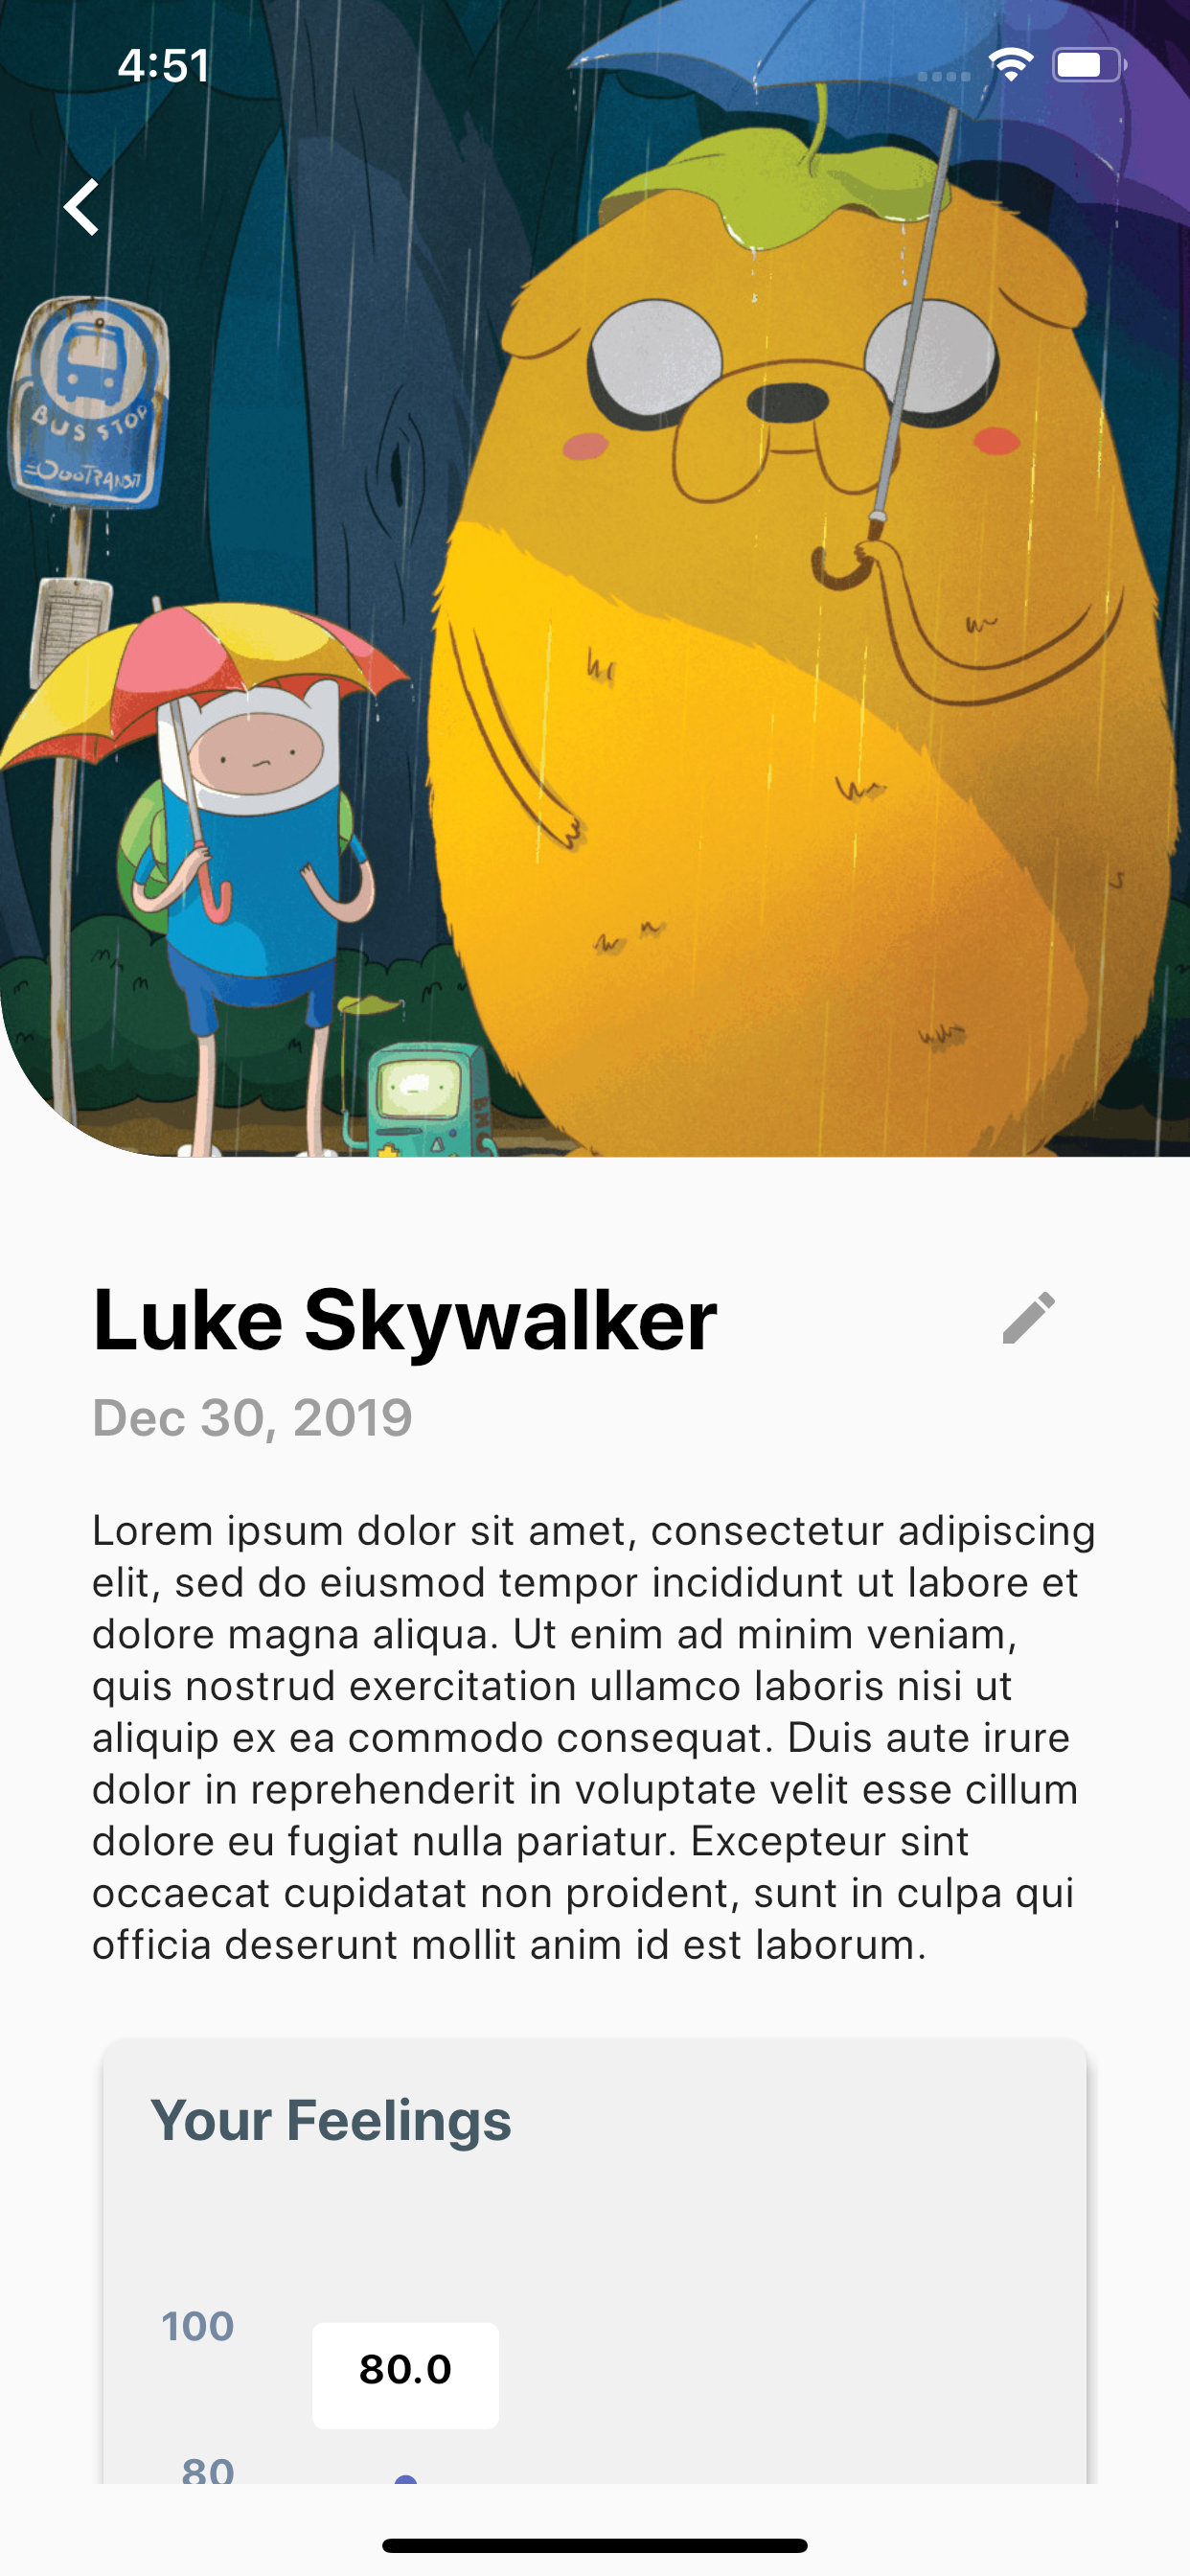 4:51
BUS STOP
OOOTRANSIT
BMO
Luke Skywalker
Dec 30, 2019
Lorem ipsum dolor sit amet, consectetur adipiscing
elit, sed do eiusmod tempor incididunt ut labore et
dolore magna aliqua. Ut enim ad minim veniam,
quis nostrud exercitation ullamco laboris nisi ut
aliquip ex ea commodo consequat. Duis aute irure
dolor in reprehenderit in voluptate velit esse cillum
dolore eu fugiat nulla pariatur. Excepteur sint
occaecat cupidatat non proident, sunt in culpa qui
officia deserunt mollit anim id est laborum.
Your Feelings
100
80.0
80